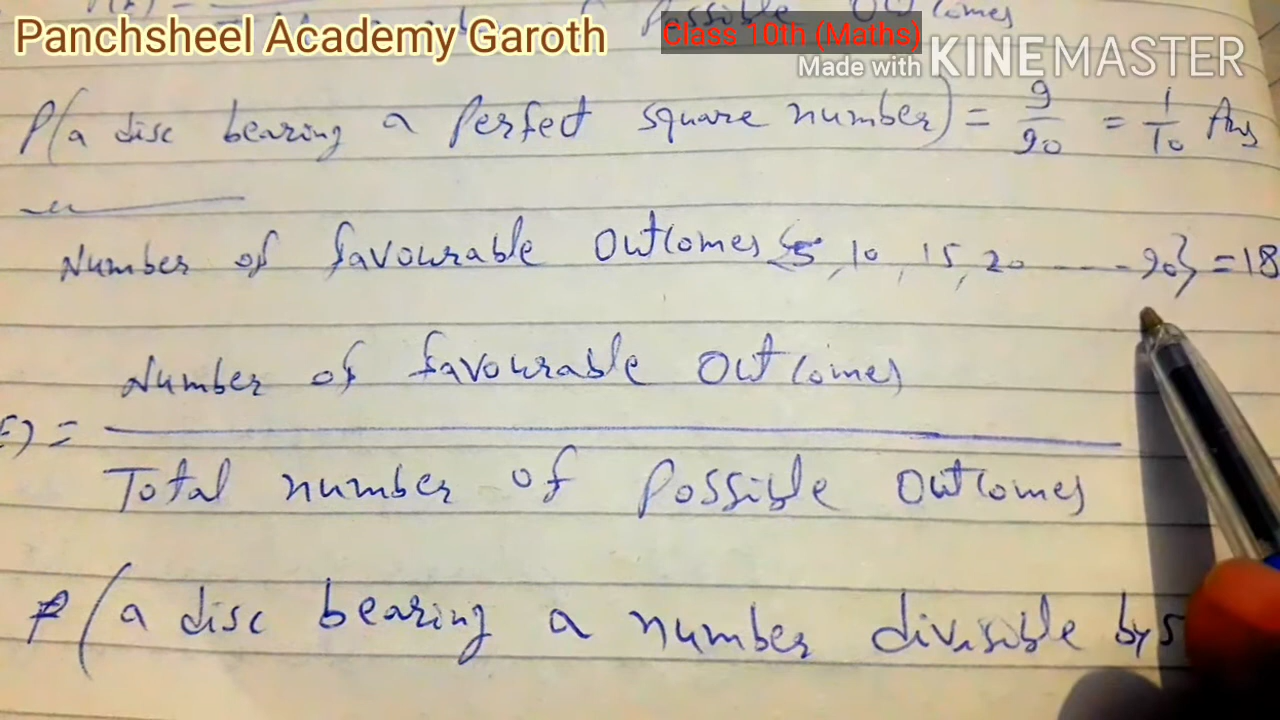 Possible Outcomes
Panchsheel Academy Garoth
Class 10th (Maths)
Made with KINEMASTER
P(a disc bearing a Perfect square number) = 9/90 = 1/10 Ans
Number of favourable Outcomes {5, 10, 15, 20 ---- 90} = 18
Number of favourable Outcomes
E) =
Total number of Possible Outcomes
P(a disc bearing a number divisible by 5